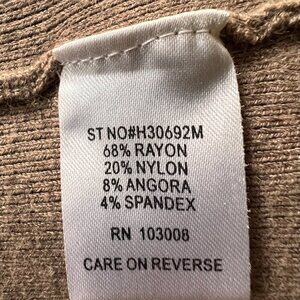 ST NO#H30692M
68% RAYON
20% NYLON
8% ANGORA
4% SPANDEX
RN 103008
CARE ON REVERSE